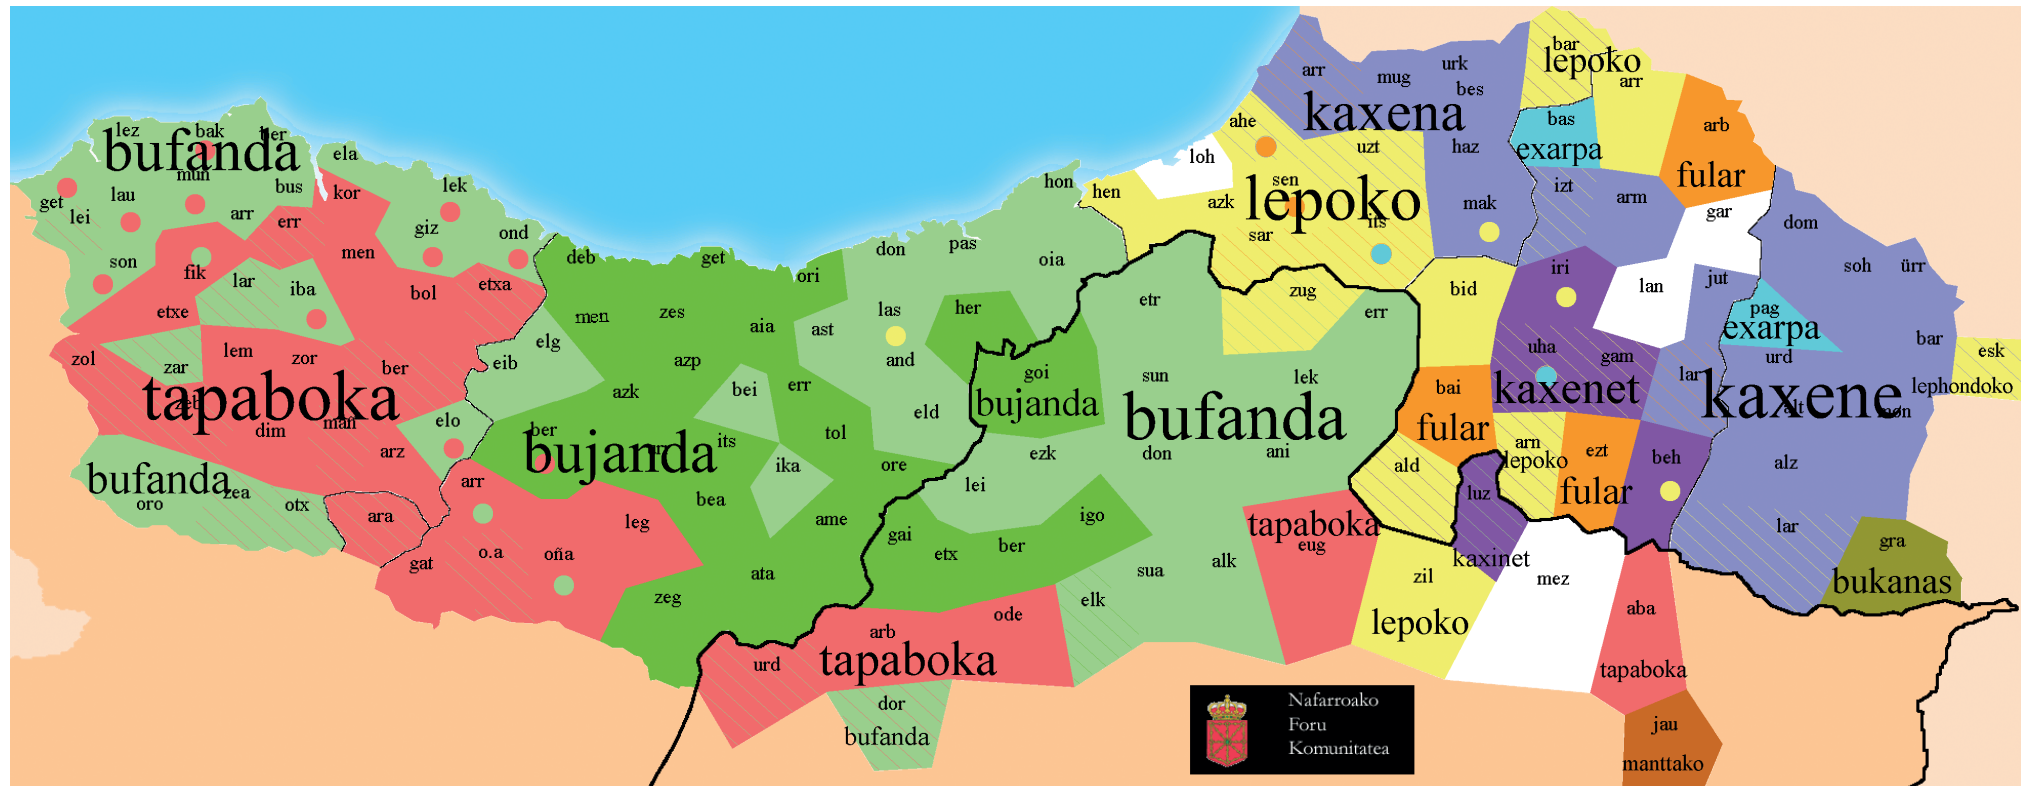 bar
lepoko
arr
mug
urk
bes
arr
kaxena
arb
fular
bas
exarpa
lez
bak
ber
bufanda
mun
ela
ahe
uzt
haz
loh
get
lei
lau
arr
bus
kor
err
lek
giz
ond
hon
hen
azk
sen
lepoko
its
sar
mak
izt
arm
gar
dom
son
fik
men
deb
get
ori
don
pas
oia
soh
ürr
lar
iba
bol
etxa
etxe
etr
zug
err
bid
iri
lan
jut
pag
exarpa
urd
bar
esk
lephondoko
men
zes
aia
ast
las
her
and
elg
eib
zol
zar
lem
zor
ber
tapaboka
zeb
dim
man
arz
elo
azp
azk
bei
err
eld
goi
bujanda
sun
lek
bufanda
don
ani
bai
fular
uha
gam
kaxenet
lar
kaxene
alt
mon
ber
bujanda
its
tol
ika
ore
ezk
lei
ald
arn
lepoko
ezt
fular
beh
alz
bufanda
oro
zea
otx
ara
arr
leg
bea
ame
gai
etx
ber
igo
tapaboka
eug
luz
kaxinet
lar
gra
bukanas
gat
o.a
oña
ata
zeg
sua
alk
elk
zil
lepoko
mez
aba
tapaboka
urd
arb
ode
tapaboka
dor
bufanda
Nafarroako
Foru
Komunitatea
jau
manttako